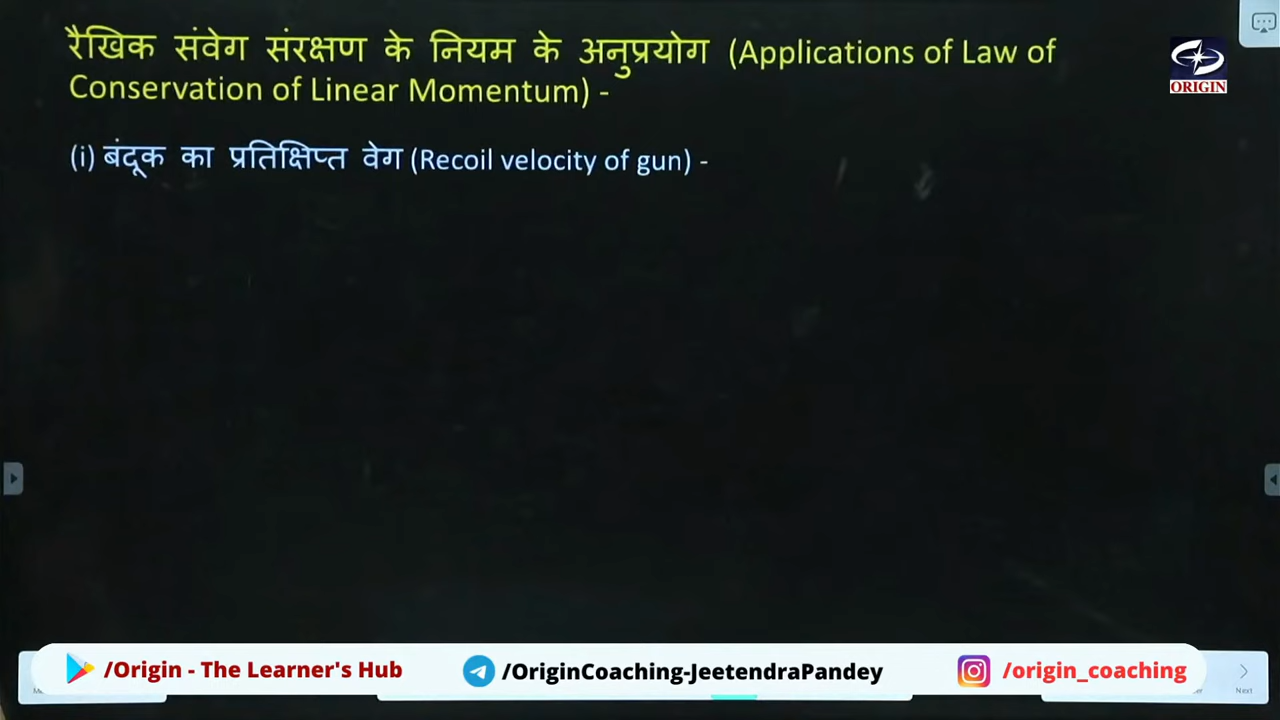 रैखिक संवेग संरक्षण के नियम के अनुप्रयोग (Applications of Law of
Conservation of Linear Momentum) -
ORIGIN
(i) बंदूक का प्रतिक्षिप्त वेग (Recoil velocity of gun) -
/Origin - The Learner's Hub
/OriginCoaching-JeetendraPandey
/origin_coaching
Next